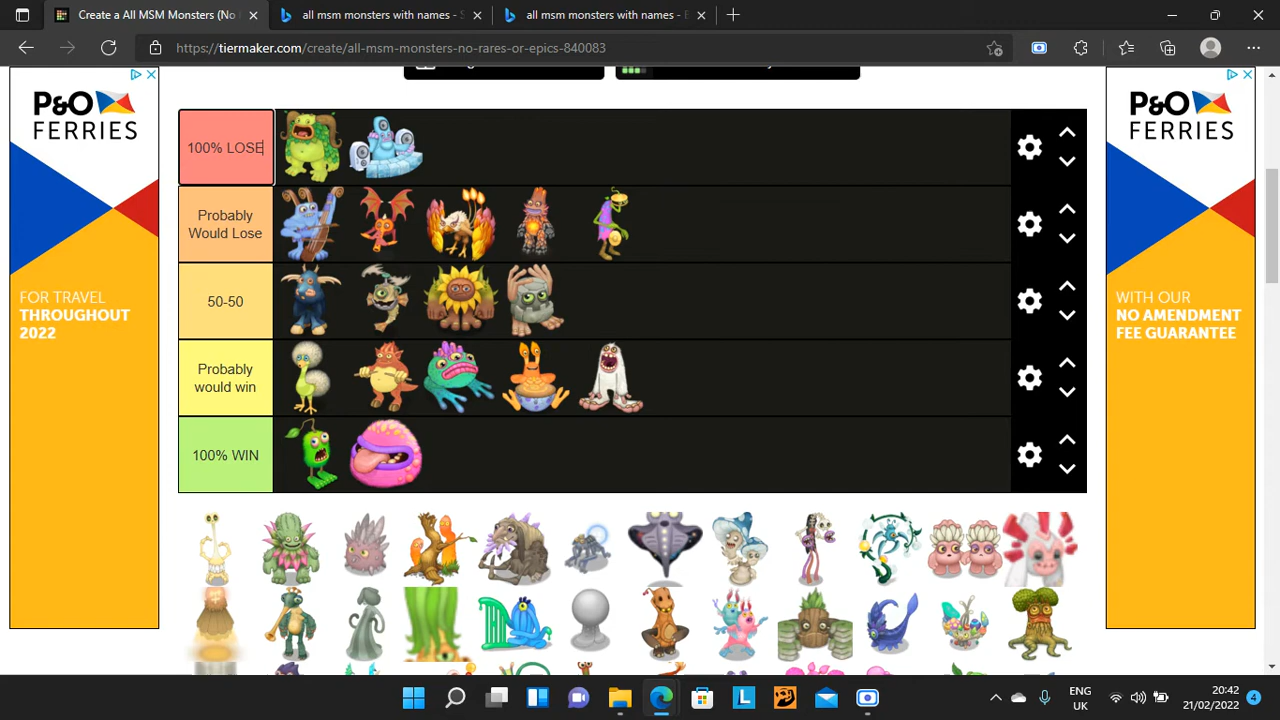 Create a All MSM Monsters (No
all msm monsters with names - S
all msm monsters with names - B
https://tiermaker.com/create/all-msm-monsters-no-rares-or-epics-840083
P&O
FERRIES
FOR TRAVEL
THROUGHOUT
2022
100% LOSE
Probably
Would Lose
50-50
Probably
would win
100% WIN
P&O
FERRIES
WITH OUR
NO AMENDMENT
FEE GUARANTEE
L
ENG
UK
20:42
21/02/2022
4